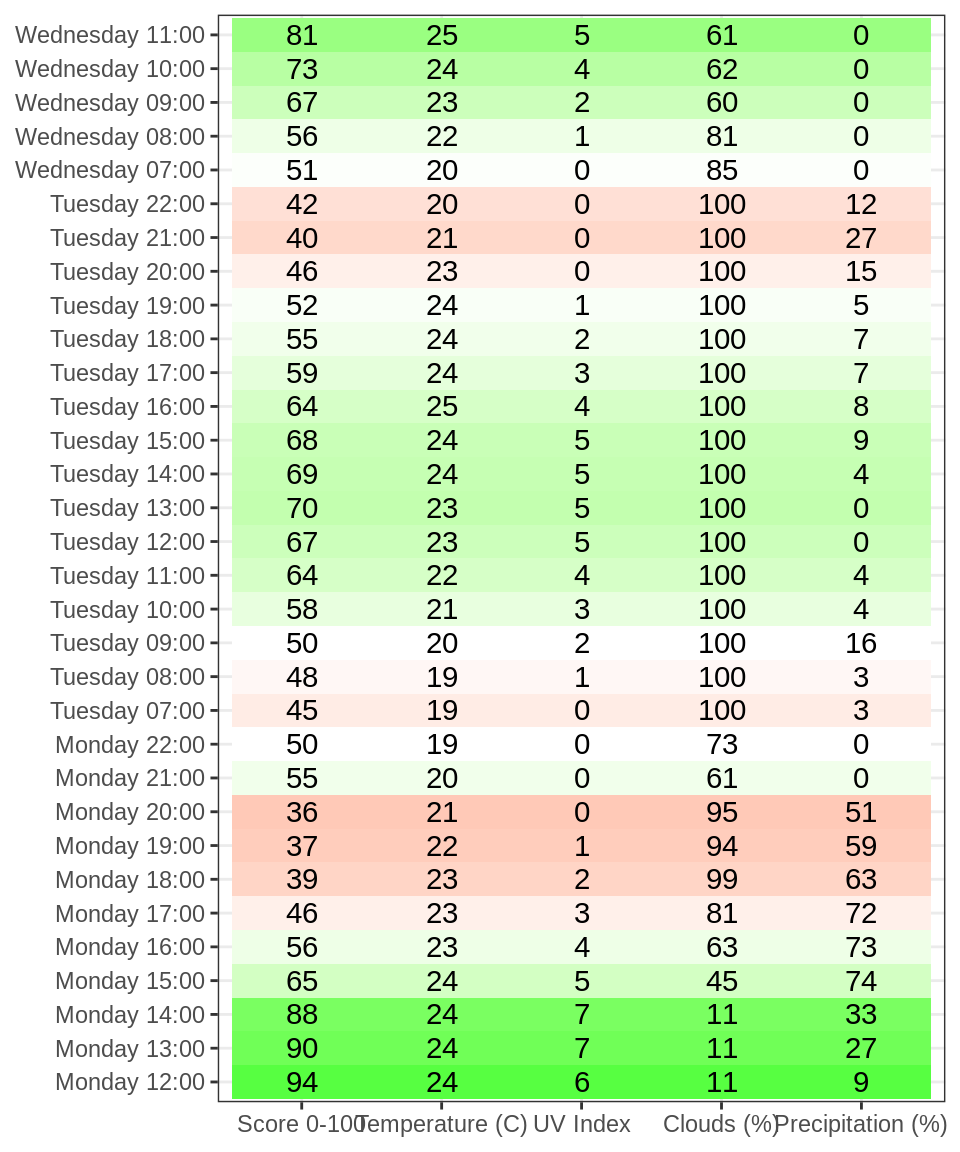 Wednesday 11:00 81 25 5 61 0
Wednesday 10:00 73 24 4 62 0
Wednesday 09:00 67 23 2 60 0
Wednesday 08:00 56 22 1 81 0
Wednesday 07:00 51 20 0 85 0
Tuesday 22:00 42 20 0 100 12
Tuesday 21:00 40 21 0 100 27
Tuesday 20:00 46 23 0 100 15
Tuesday 19:00 52 24 1 100 5
Tuesday 18:00 55 24 2 100 7
Tuesday 17:00 59 24 3 100 7
Tuesday 16:00 64 25 4 100 8
Tuesday 15:00 68 24 5 100 9
Tuesday 14:00 69 24 5 100 4
Tuesday 13:00 70 23 5 100 0
Tuesday 12:00 67 23 5 100 0
Tuesday 11:00 64 22 4 100 4
Tuesday 10:00 58 21 3 100 4
Tuesday 09:00 50 20 2 100 16
Tuesday 08:00 48 19 1 100 3
Tuesday 07:00 45 19 0 100 3
Monday 22:00 50 19 0 73 0
Monday 21:00 55 20 0 61 0
Monday 20:00 36 21 0 95 51
Monday 19:00 37 22 1 94 59
Monday 18:00 39 23 2 99 63
Monday 17:00 46 23 3 81 72
Monday 16:00 56 23 4 63 73
Monday 15:00 65 24 5 45 74
Monday 14:00 88 24 7 11 33
Monday 13:00 90 24 7 11 27
Monday 12:00 94 24 6 11 9
Score 0-100 Temperature (C) UV Index Clouds (%) Precipitation (%)